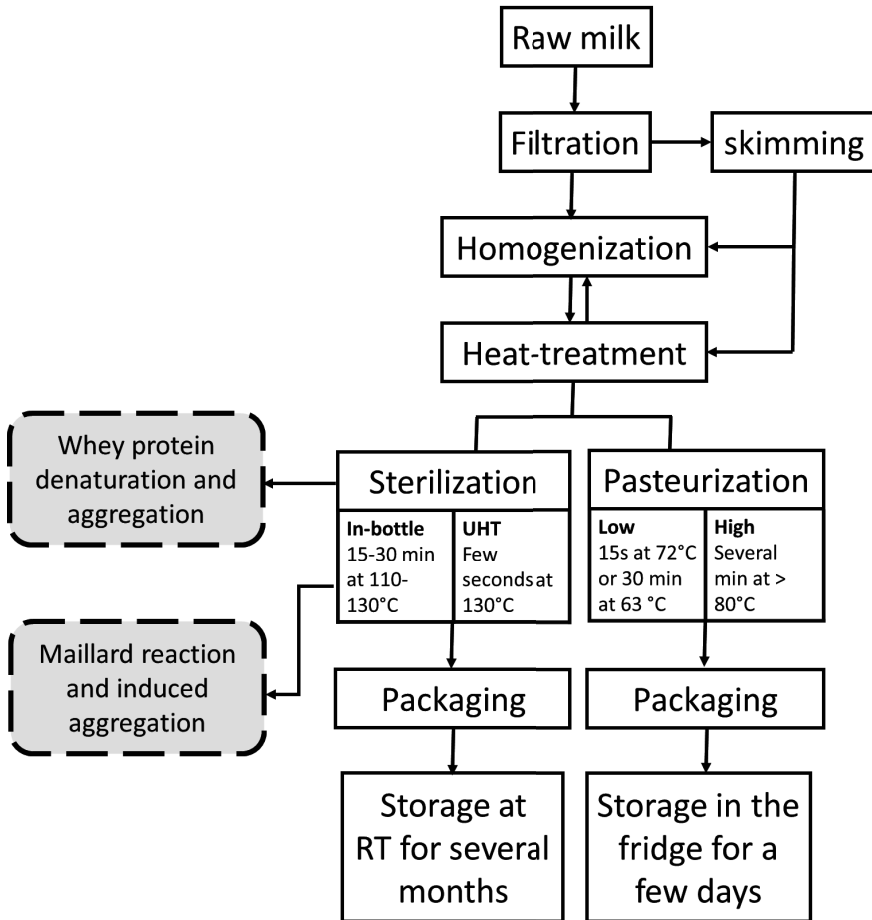 Raw milk
Filtration
skimming
Homogenization
Heat-treatment
Whey protein
denaturation and
aggregation
Sterilization
In-bottle
15-30 min
at 110-
130°C
UHT
Few
seconds at
130°C
Pasteurization
Low
15s at 72°C
or 30 min
at 63 °C
High
Several
min at >
80°C
Maillard reaction
and induced
aggregation
Packaging
Packaging
Storage at
RT for several
months
Storage in the
fridge for a
few days